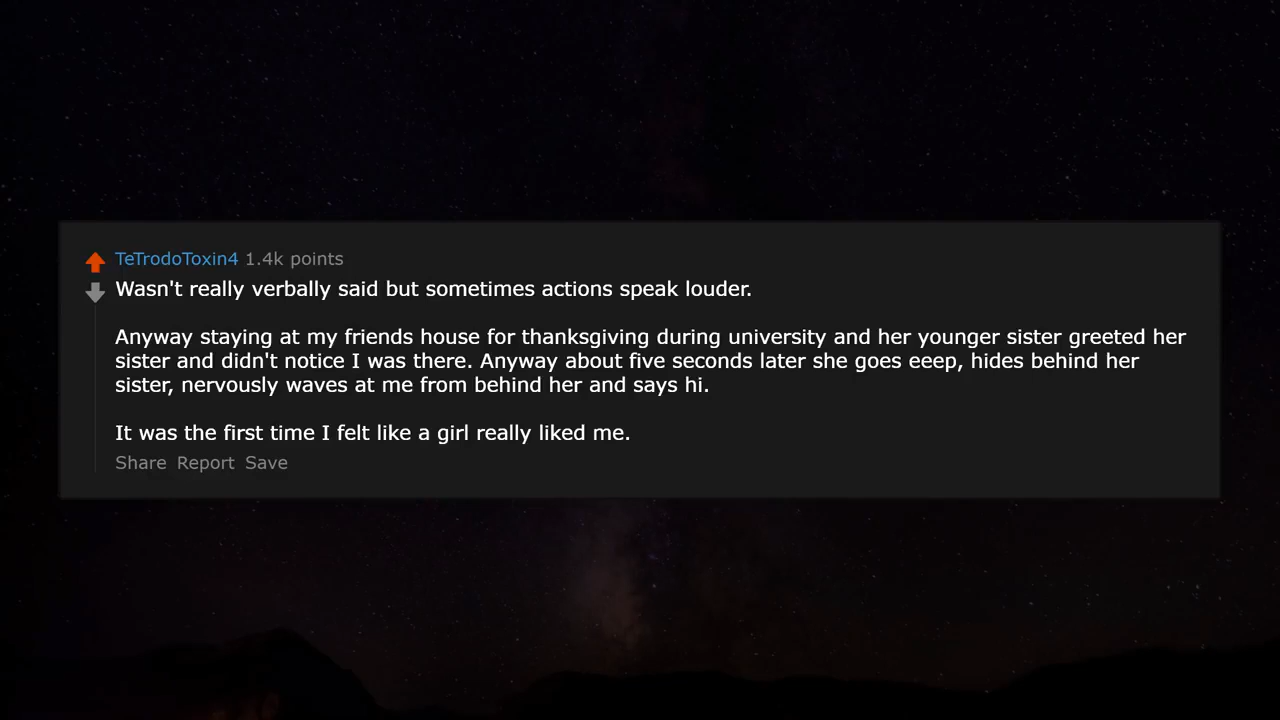 TeTrodoToxin4 1.4k points
Wasn't really verbally said but sometimes actions speak louder.
Anyway staying at my friends house for thanksgiving during university and her younger sister greeted her
sister and didn't notice I was there. Anyway about five seconds later she goes eeep, hides behind her
sister, nervously waves at me from behind her and says hi.
It was the first time I felt like a girl really liked me.
Share Report Save